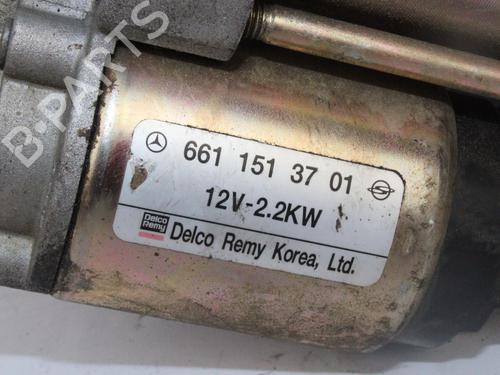 B-PARTS
661 151 37 01
12V-2.2KW
Delco Remy
Delco Remy Korea, Ltd.